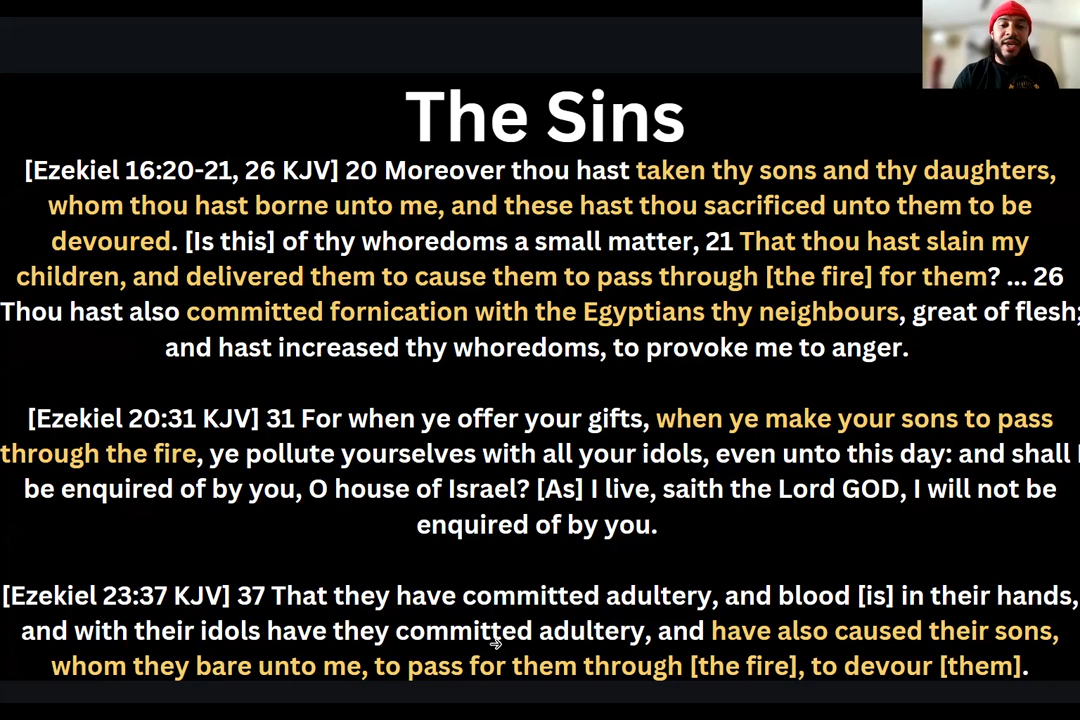 The Sins
[Ezekiel 16:20-21, 26 KJV] 20 Moreover thou hast taken thy sons and thy daughters,
whom thou hast borne unto me, and these hast thou sacrificed unto them to be
devoured. [Is this] of thy whoredoms a small matter, 21 That thou hast slain my
children, and delivered them to cause them to pass through [the fire] for them? ... 26
Thou hast also committed fornication with the Egyptians thy neighbours, great of flesh;
and hast increased thy whoredoms, to provoke me to anger.
[Ezekiel 20:31 KJV] 31 For when ye offer your gifts, when ye make your sons to pass
through the fire, ye pollute yourselves with all your idols, even unto this day: and shall I
be enquired of by you, O house of Israel? [As] I live, saith the Lord GOD, I will not be
enquired of by you.
[Ezekiel 23:37 KJV] 37 That they have committed adultery, and blood [is] in their hands,
and with their idols have they committed adultery, and have also caused their sons,
whom they bare unto me, to pass for them through [the fire], to devour [them].